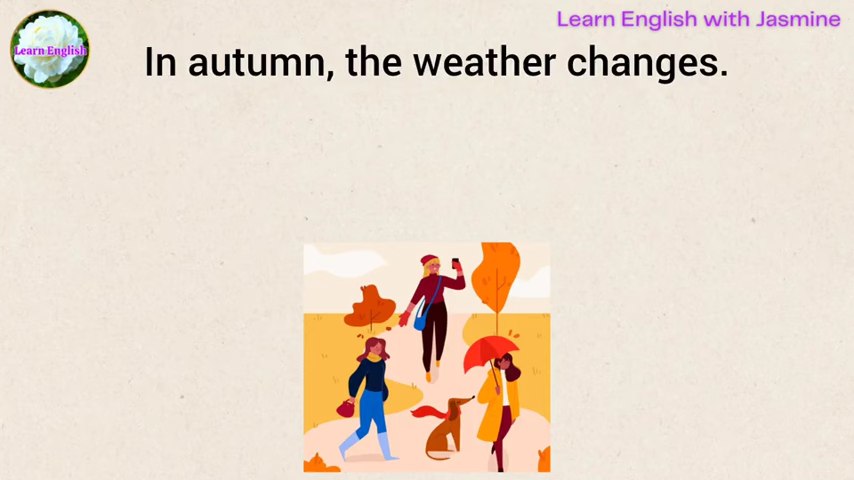 Learn English with Jasmine
Learn English
In autumn, the weather changes.